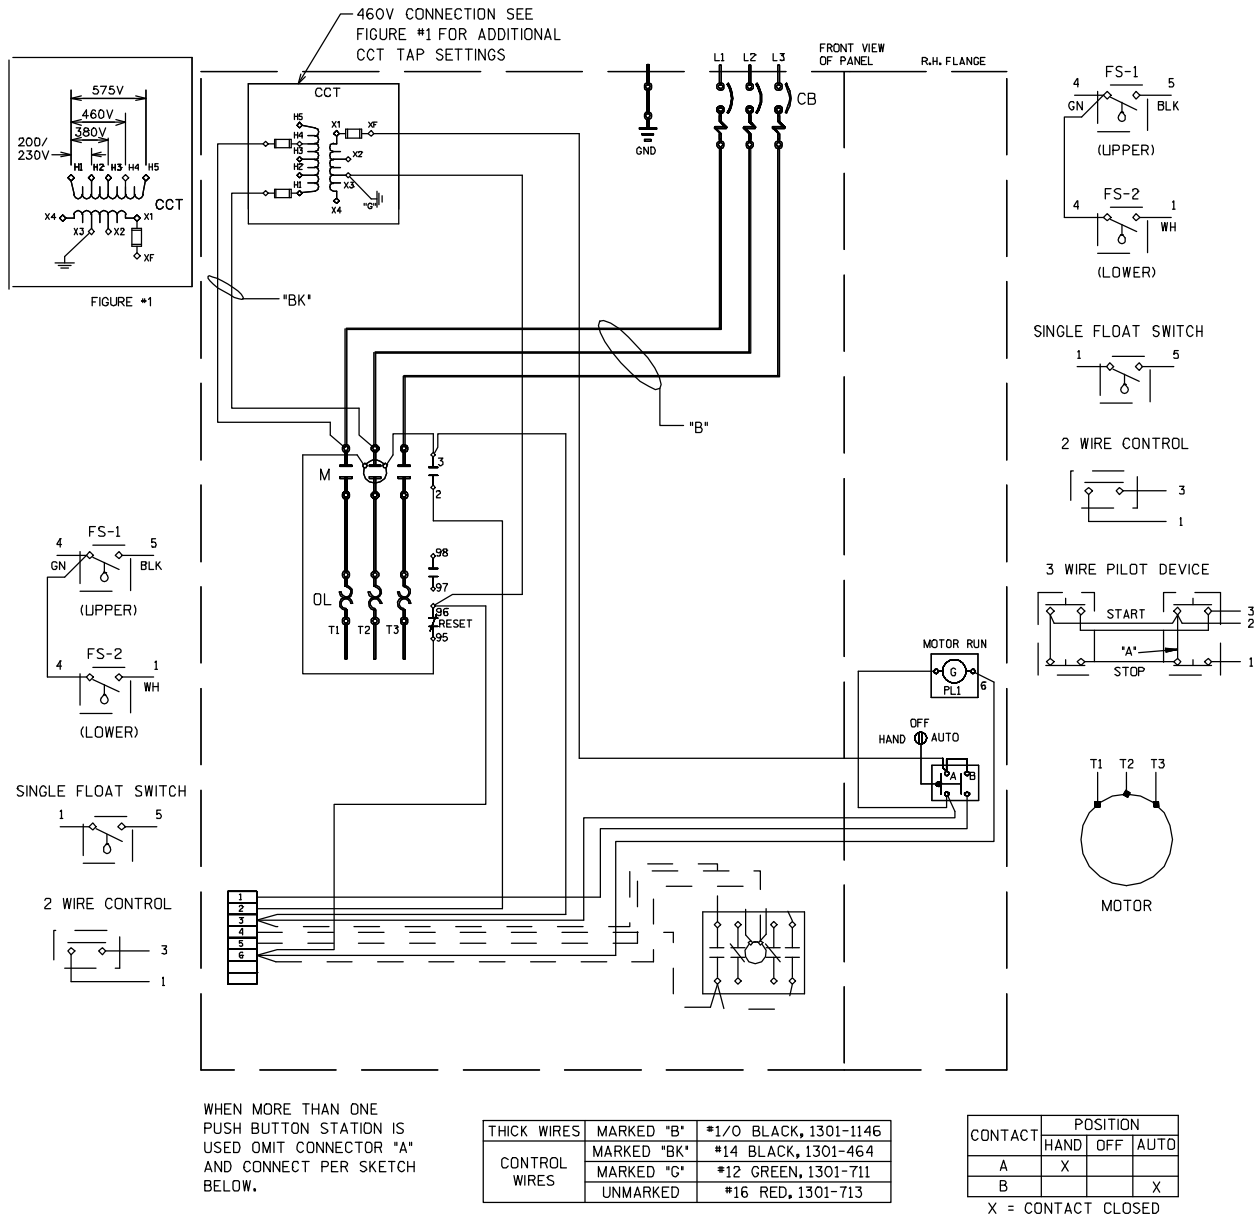 460V CONNECTION SEE
FIGURE #1 FOR ADDITIONAL
CCT TAP SETTINGS
575V
460V
380V
200/
230V
H1 H2 H3 H4 H5
CCT
X4 X1
X3 X2
XF
FIGURE #1
CCT
H5
H4
H3
H2
H1
X1 XF
X2
X3
X4
"G"
"BK"
GND
L1 L2 L3
CB
FRONT VIEW
OF PANEL
R.H. FLANGE
"B"
M
3
2
98
97
96
RESET
95
OL
T1 T2 T3
FS-1
4 5
GN BLK
(UPPER)
FS-2
4 1
WH
(LOWER)
SINGLE FLOAT SWITCH
1 5
2 WIRE CONTROL
3
1
3 WIRE PILOT DEVICE
START
3
2
"A"
STOP
1
FS-1
4 5
GN BLK
(UPPER)
FS-2
4 1
WH
(LOWER)
SINGLE FLOAT SWITCH
1 5
2 WIRE CONTROL
3
1
MOTOR RUN
G
PL1
6
OFF
HAND AUTO
A B
T1 T2 T3
MOTOR
1
2
3
4
5
6
WHEN MORE THAN ONE
PUSH BUTTON STATION IS
USED OMIT CONNECTOR "A"
AND CONNECT PER SKETCH
BELOW.
THICK WIRES MARKED "B" #1/0 BLACK, 1301-1146
CONTROL
WIRES
MARKED "BK" #14 BLACK, 1301-464
MARKED "G" #12 GREEN, 1301-711
UNMARKED #16 RED, 1301-713
CONTACT POSITION
HAND OFF AUTO
A X
B X
X = CONTACT CLOSED